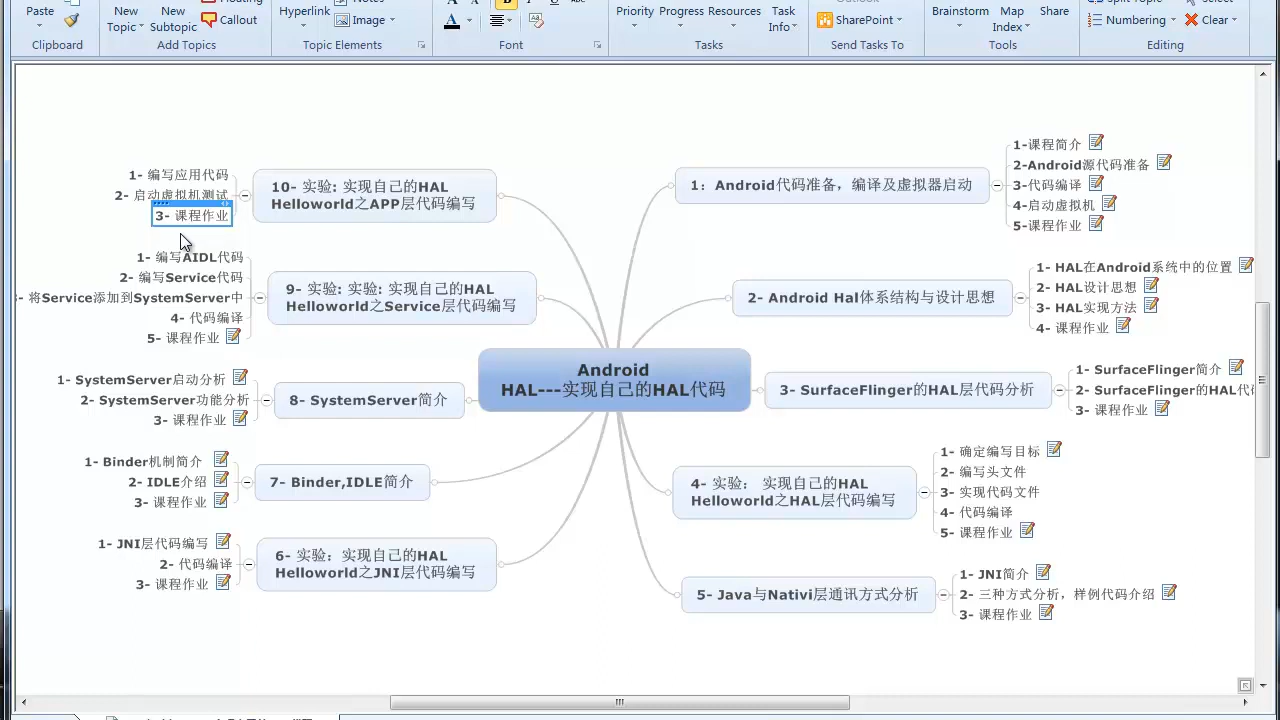 Paste
New
Topic
New
Subtopic
Callout
Hyperlink
Notes
Image
Priority
Progress
Resources
Task
Info
SharePoint
Brainstorm
Map
Index
Share
Numbering
Clear
Clipboard
Add Topics
Topic Elements
Font
Tasks
Send Tasks To
Tools
Editing
Android
HAL---实现自己的HAL代码
1：Android代码准备，编译及虚拟器启动
1-课程简介
2-Android源代码准备
3-代码编译
4-启动虚拟机
5-课程作业
2- Android Hal体系结构与设计思想
1- HAL在Android系统中的位置
2- HAL设计思想
3- HAL实现方法
4- 课程作业
3- SurfaceFlinger的HAL层代码分析
1- SurfaceFlinger简介
2- SurfaceFlinger的HAL代
3- 课程作业
4- 实验： 实现自己的HAL
Helloworld之HAL层代码编写
1- 确定编写目标
2- 编写头文件
3- 实现代码文件
4- 代码编译
5- 课程作业
5- Java与Nativi层通讯方式分析
1- JNI简介
2- 三种方式分析，样例代码介绍
3- 课程作业
6- 实验：实现自己的HAL
Helloworld之JNI层代码编写
1- JNI层代码编写
2- 代码编译
3- 课程作业
7- Binder,IDLE简介
1- Binder机制简介
2- IDLE介绍
3- 课程作业
8- SystemServer简介
1- SystemServer启动分析
2- SystemServer功能分析
3- 课程作业
9- 实验: 实验: 实现自己的HAL
Helloworld之Service层代码编写
1- 编写AIDL代码
2- 编写Service代码
3- 将Service添加到SystemServer中
4- 代码编译
5- 课程作业
10- 实验: 实现自己的HAL
Helloworld之APP层代码编写
1- 编写应用代码
2- 启动虚拟机测试
3- 课程作业